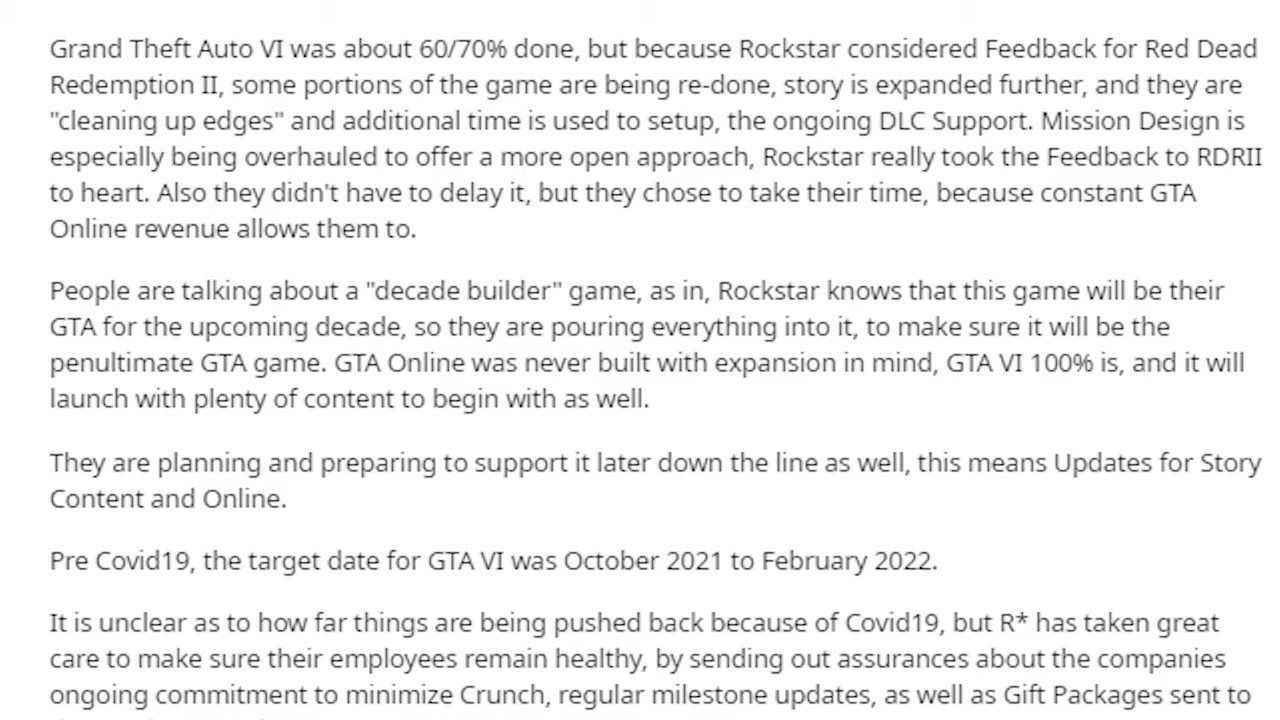 Grand Theft Auto VI was about 60/70% done, but because Rockstar considered Feedback for Red Dead
Redemption II, some portions of the game are being re-done, story is expanded further, and they are
"cleaning up edges" and additional time is used to setup, the ongoing DLC Support. Mission Design is
especially being overhauled to offer a more open approach, Rockstar really took the Feedback to RDRII
to heart. Also they didn't have to delay it, but they chose to take their time, because constant GTA
Online revenue allows them to.
People are talking about a "decade builder" game, as in, Rockstar knows that this game will be their
GTA for the upcoming decade, so they are pouring everything into it, to make sure it will be the
penultimate GTA game. GTA Online was never built with expansion in mind, GTA VI 100% is, and it will
launch with plenty of content to begin with as well.
They are planning and preparing to support it later down the line as well, this means Updates for Story
Content and Online.
Pre Covid19, the target date for GTA VI was October 2021 to February 2022.
It is unclear as to how far things are being pushed back because of Covid19, but R* has taken great
care to make sure their employees remain healthy, by sending out assurances about the companies
ongoing commitment to minimize Crunch, regular milestone updates, as well as Gift Packages sent to